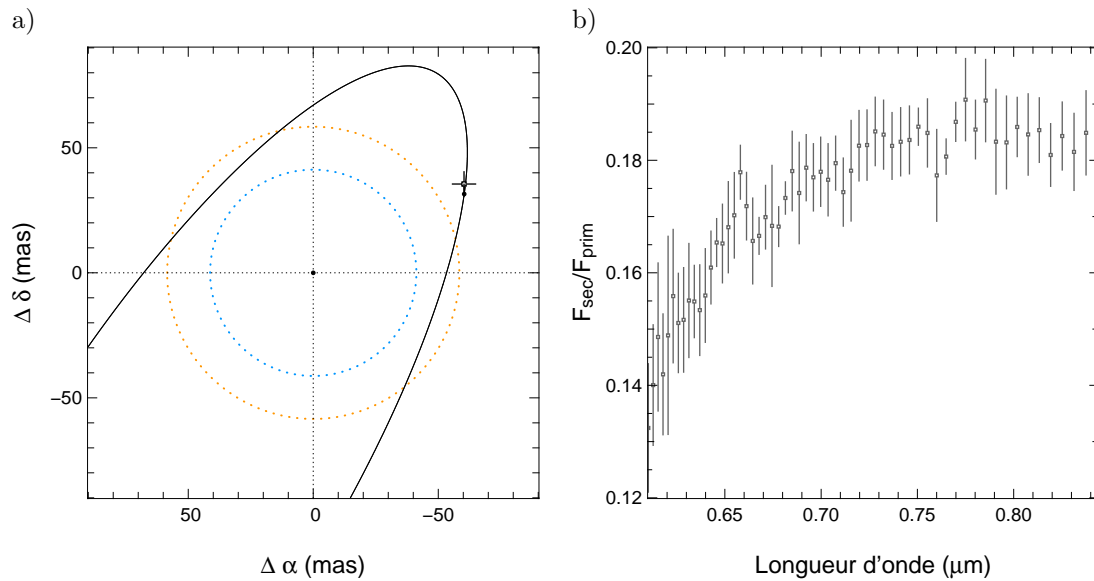 a)
50
0
−50
Δ δ (mas)
50
0
−50
Δ α (mas)
b)
0.20
0.18
0.16
0.14
0.12
F_sec/F_prim
0.65
0.70
0.75
0.80
Longueur d'onde (μm)